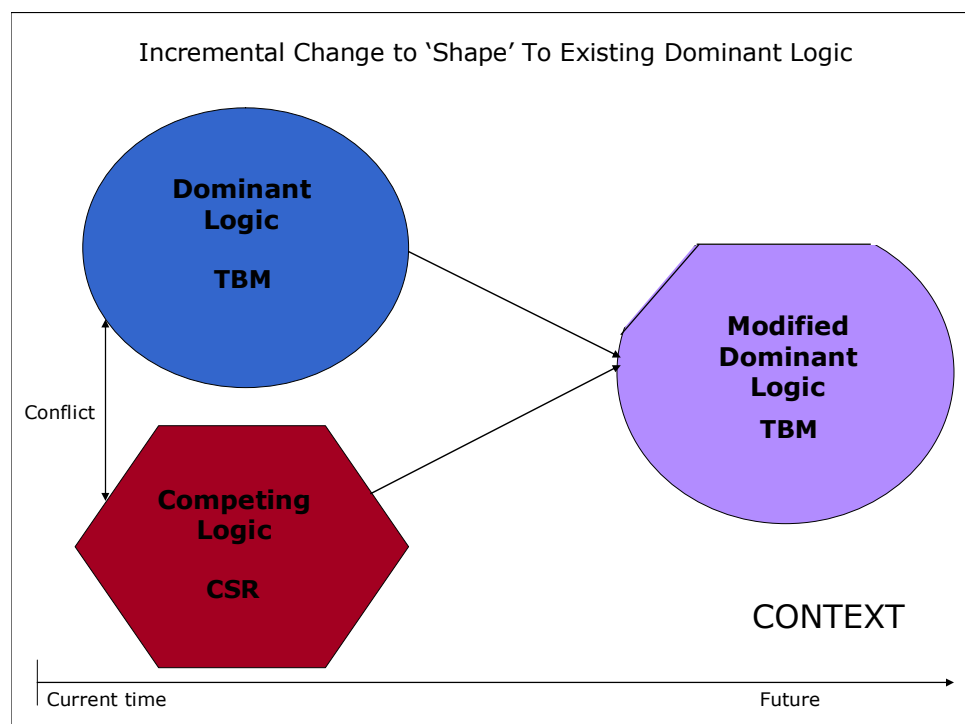 Incremental Change to ‘Shape’ To Existing Dominant Logic
Dominant
Logic
TBM
Conflict
Competing
Logic
CSR
Modified
Dominant
Logic
TBM
CONTEXT
Current time
Future